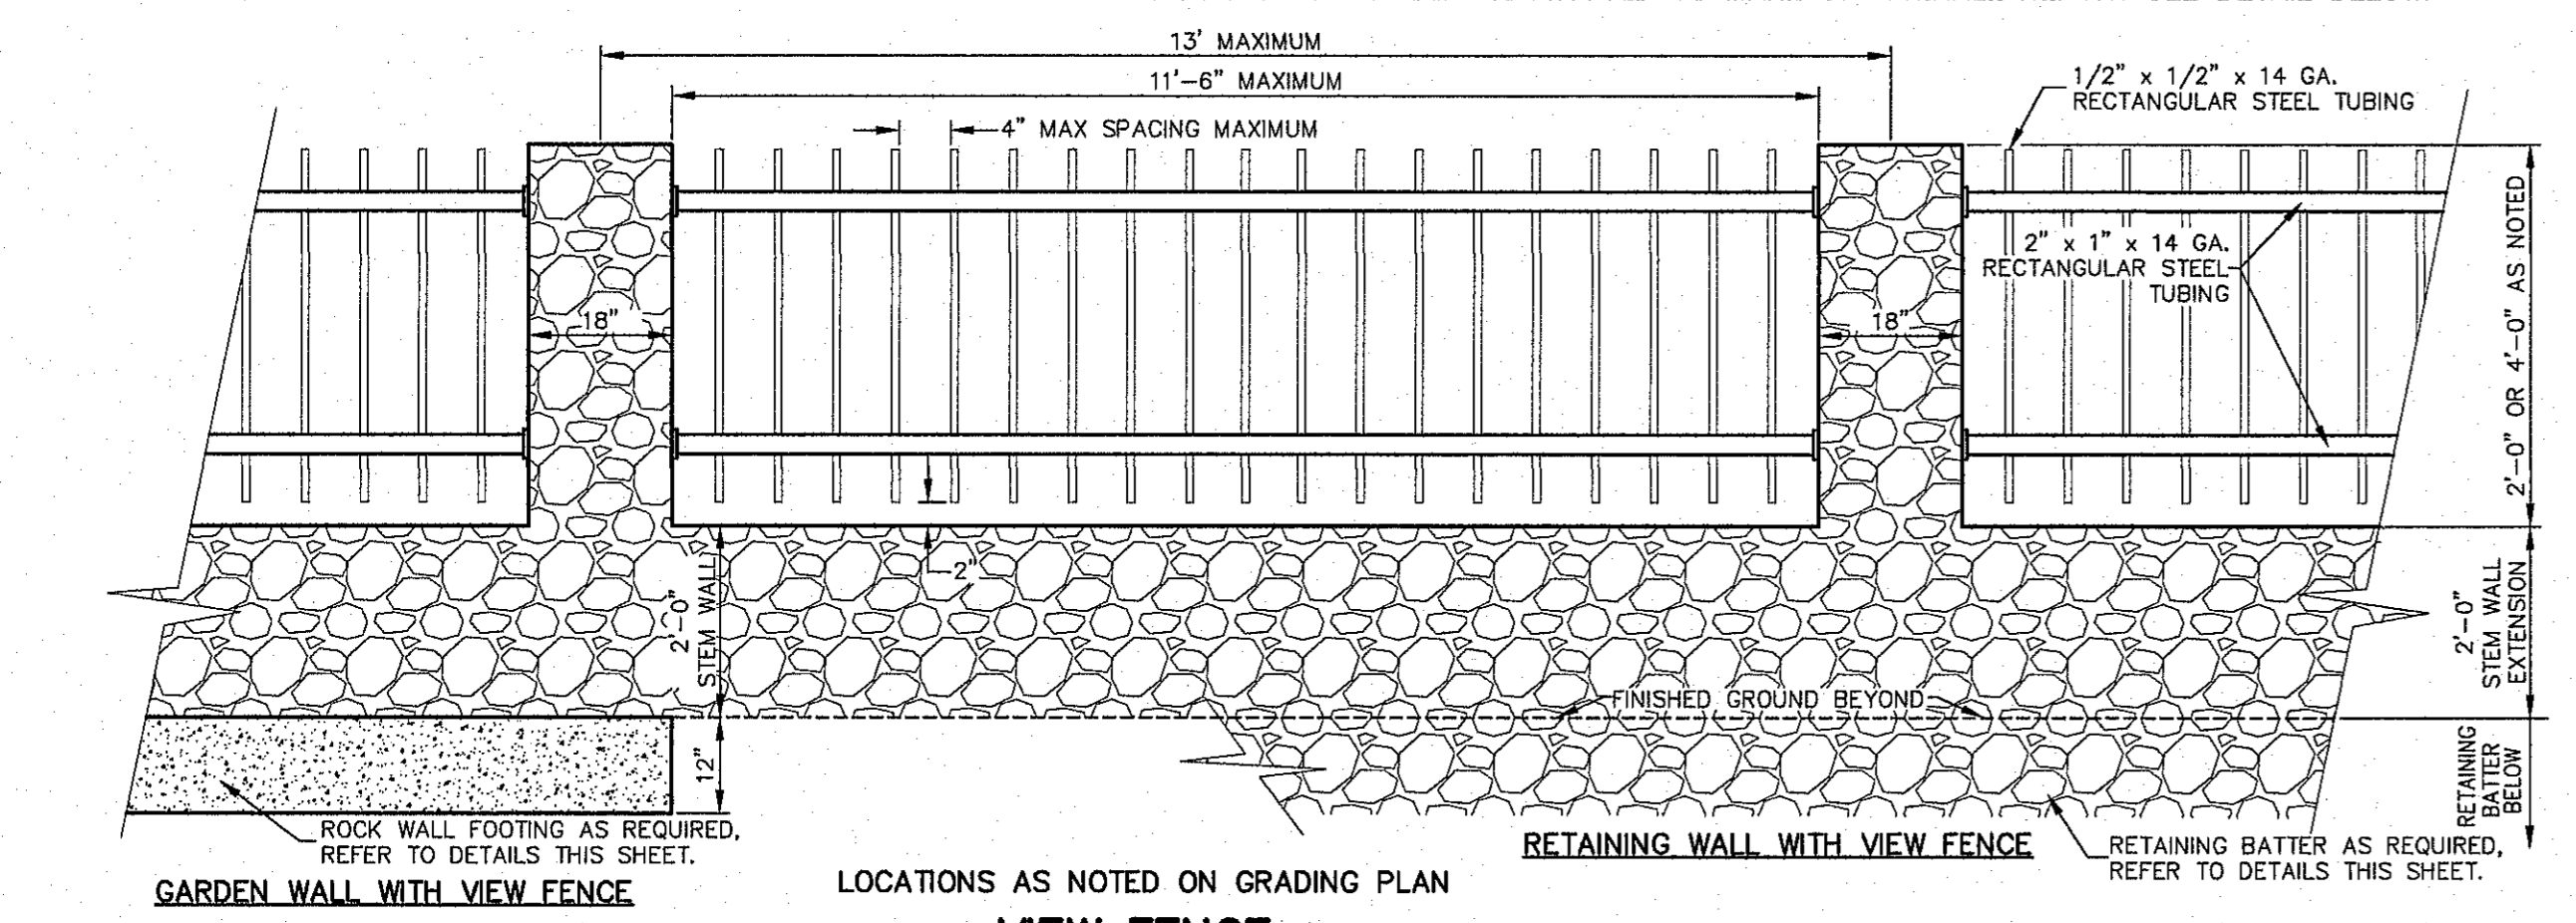 13' MAXIMUM
11'-6" MAXIMUM
4" MAX SPACING MAXIMUM
1/2" x 1/2" x 14 GA.
RECTANGULAR STEEL TUBING
2" x 1" x 14 GA.
RECTANGULAR STEEL
TUBING
18"
18"
2'-0" OR 4'-0" AS NOTED
2"
2'-0"
STEM WALL
2'-0"
STEM WALL
EXTENSION
FINISHED GROUND BEYOND
12"
RETAINING
BATTER
BELOW
ROCK WALL FOOTING AS REQUIRED,
REFER TO DETAILS THIS SHEET.
RETAINING WALL WITH VIEW FENCE
RETAINING BATTER AS REQUIRED,
REFER TO DETAILS THIS SHEET.
GARDEN WALL WITH VIEW FENCE
LOCATIONS AS NOTED ON GRADING PLAN
VIEW FENCE